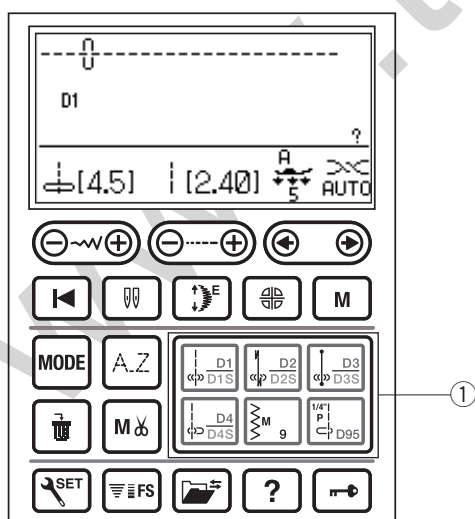 D1
?
A
[4.5] [2.40] 5 AUTO
E
M
MODE A Z D1 D1S D2 D2S D3 D3S
M D4 D4S M 9 1/4" P D95
SET FS ?
1